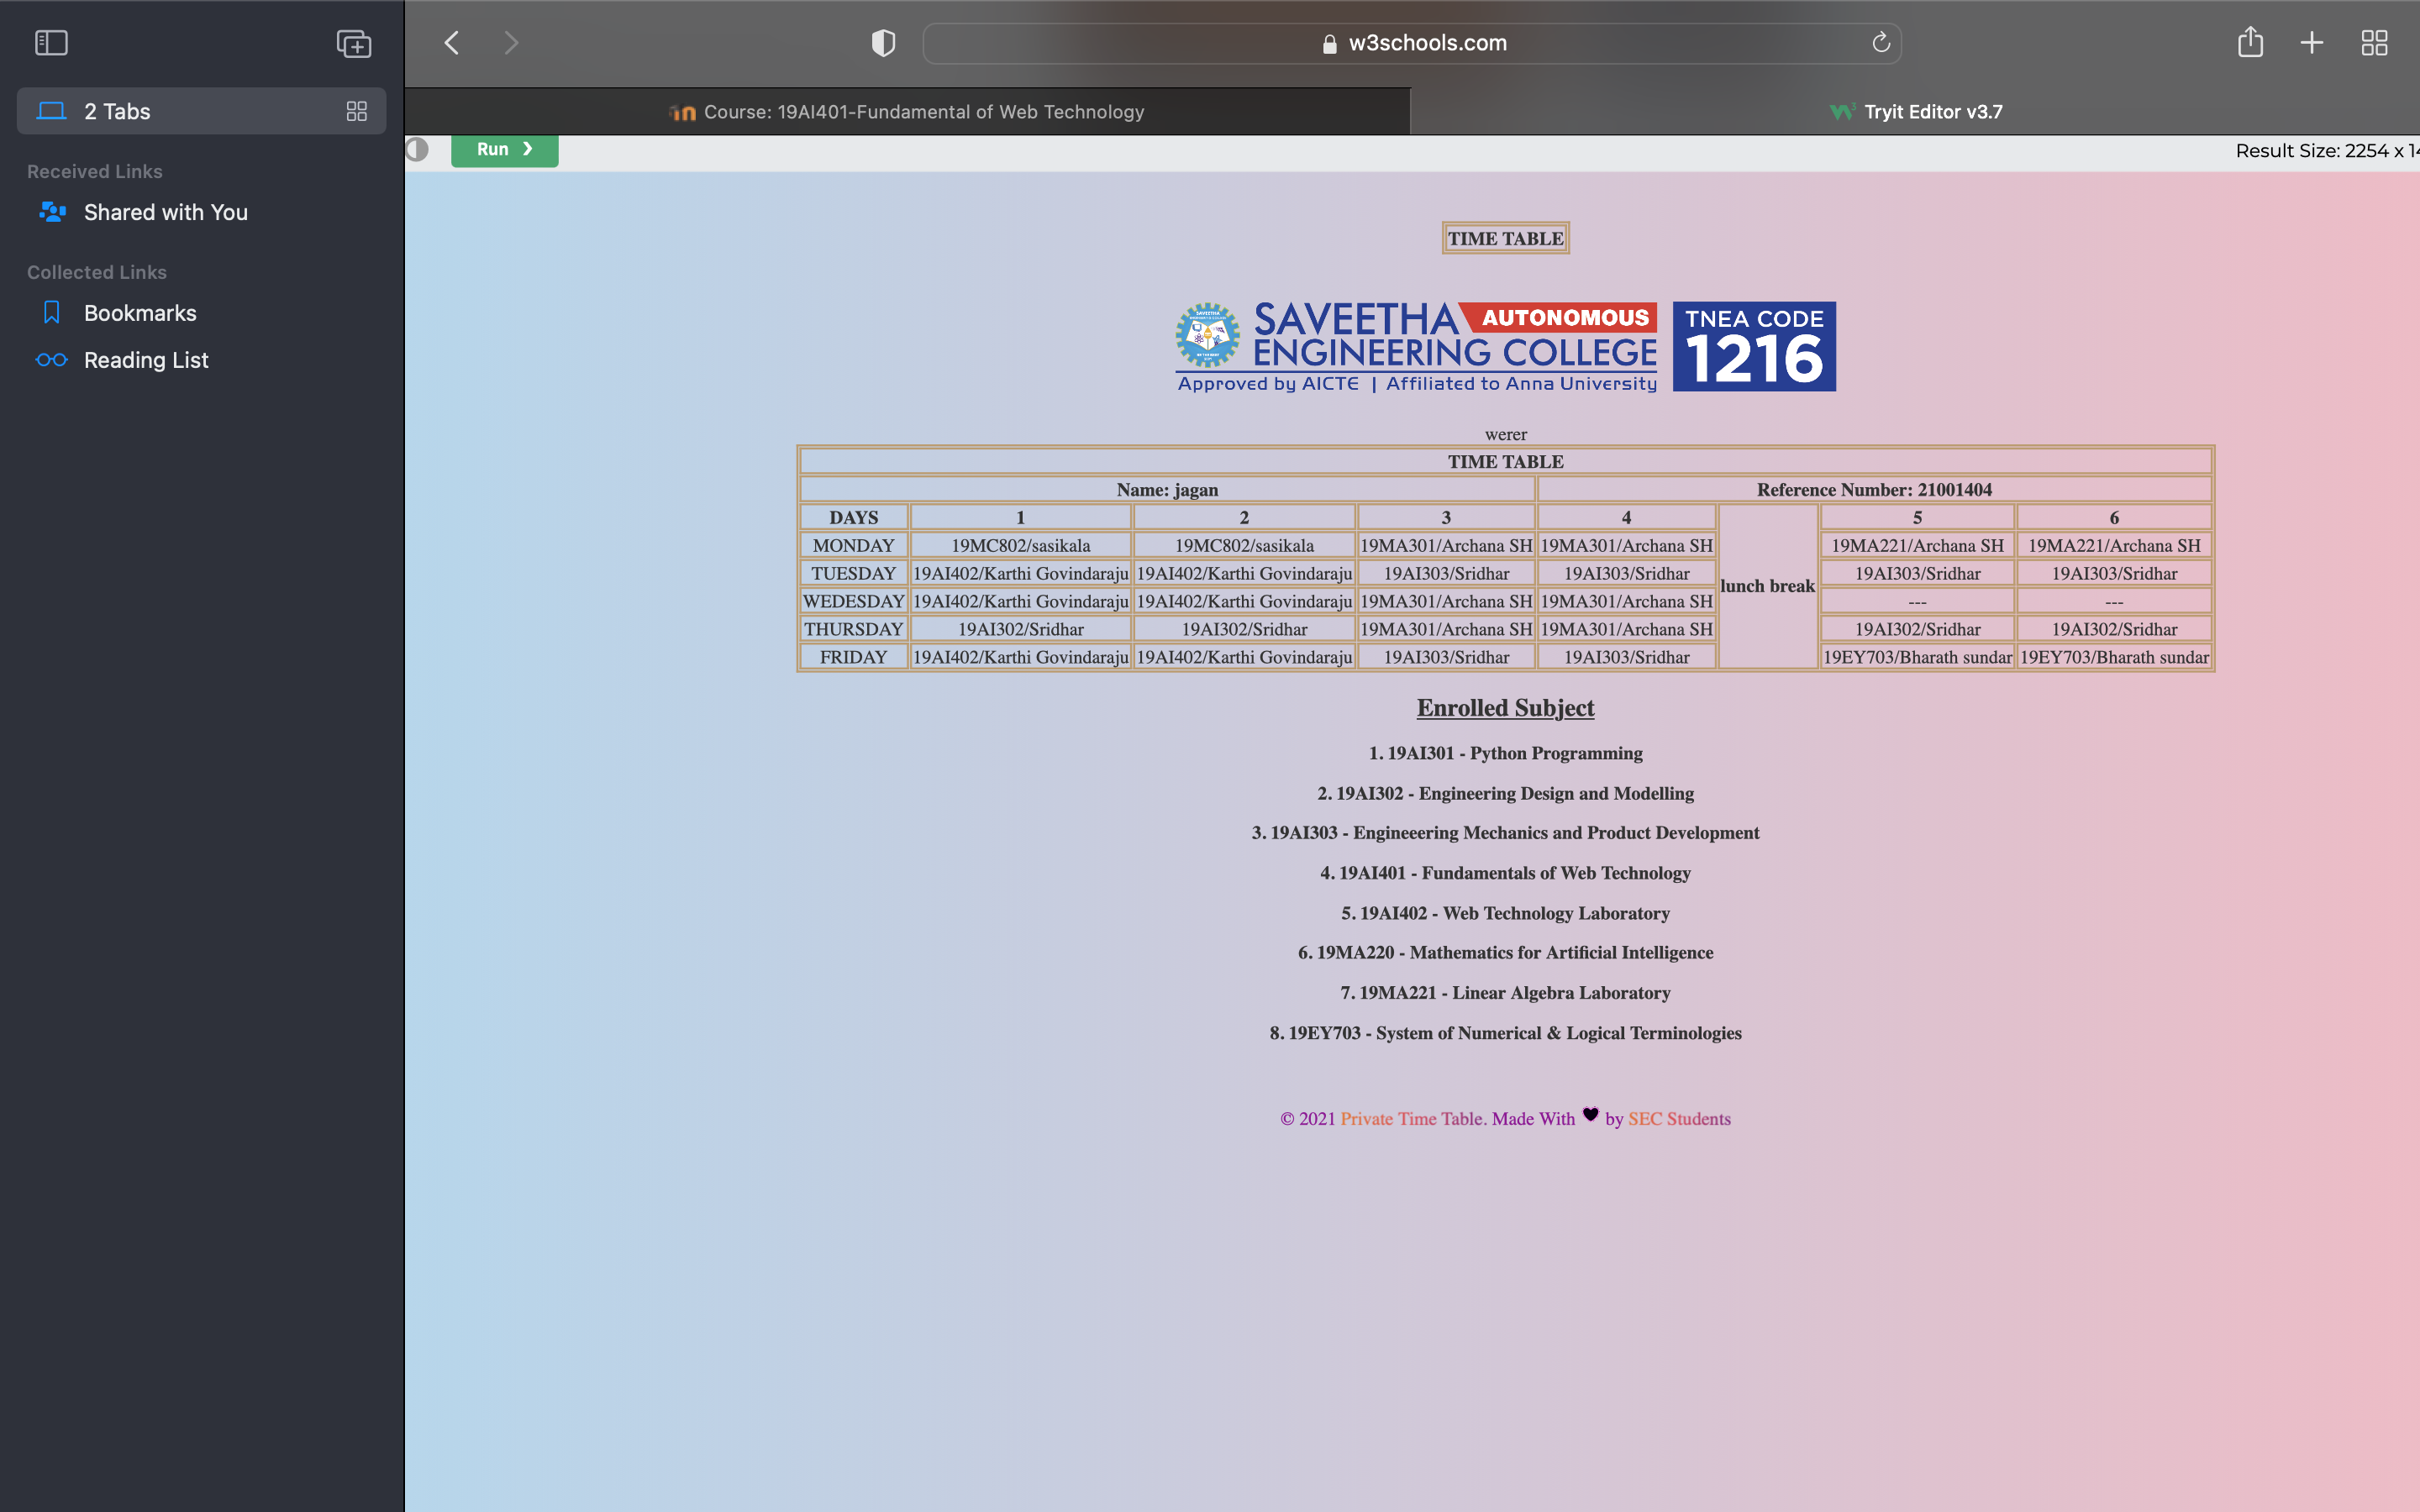 2 Tabs
Received Links
Shared with You
Collected Links
Bookmarks
Reading List
w3schools.com
Course: 19AI401-Fundamental of Web Technology
Tryit Editor v3.7
Run ❯
Result Size: 2254 x 14
TIME TABLE
SAVEETHA AUTONOMOUS
ENGINEERING COLLEGE
Approved by AICTE | Affiliated to Anna University
TNEA CODE
1216
werer
TIME TABLE
Name: jagan Reference Number: 21001404
DAYS 1 2 3 4 lunch break 5 6
MONDAY 19MC802/sasikala 19MC802/sasikala 19MA301/Archana SH 19MA301/Archana SH 19MA221/Archana SH 19MA221/Archana SH
TUESDAY 19AI402/Karthi Govindaraju 19AI402/Karthi Govindaraju 19AI303/Sridhar 19AI303/Sridhar 19AI303/Sridhar 19AI303/Sridhar
WEDESDAY 19AI402/Karthi Govindaraju 19AI402/Karthi Govindaraju 19MA301/Archana SH 19MA301/Archana SH --- ---
THURSDAY 19AI302/Sridhar 19AI302/Sridhar 19MA301/Archana SH 19MA301/Archana SH 19AI302/Sridhar 19AI302/Sridhar
FRIDAY 19AI402/Karthi Govindaraju 19AI402/Karthi Govindaraju 19AI303/Sridhar 19AI303/Sridhar 19EY703/Bharath sundar 19EY703/Bharath sundar
Enrolled Subject
1. 19AI301 - Python Programming
2. 19AI302 - Engineering Design and Modelling
3. 19AI303 - Engineeering Mechanics and Product Development
4. 19AI401 - Fundamentals of Web Technology
5. 19AI402 - Web Technology Laboratory
6. 19MA220 - Mathematics for Artificial Intelligence
7. 19MA221 - Linear Algebra Laboratory
8. 19EY703 - System of Numerical & Logical Terminologies
© 2021 Private Time Table. Made With 🖤 by SEC Students